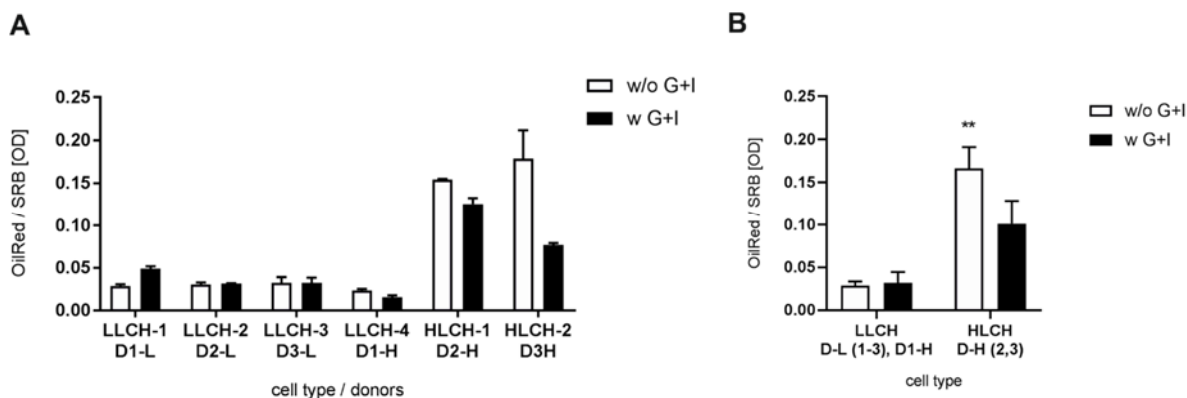 A
w/o G+I
w G+I
OilRed / SRB [OD]
0.25
0.20
0.15
0.10
0.05
0.00
LLCH-1 LLCH-2 LLCH-3 LLCH-4 HLCH-1 HLCH-2
D1-L D2-L D3-L D1-H D2-H D3H
cell type / donors
B
w/o G+I
w G+I
OilRed / SRB [OD]
0.25
0.20
0.15
0.10
0.05
0.00
**
LLCH HLCH
D-L (1-3), D1-H D-H (2,3)
cell type